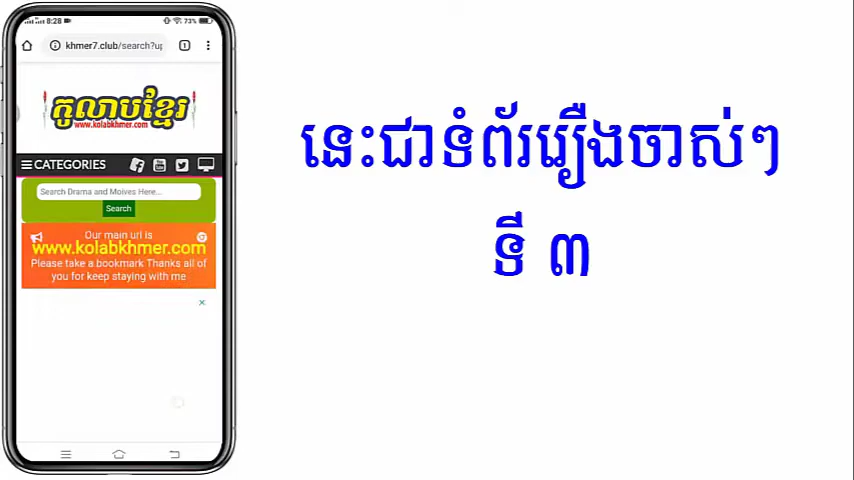 8:28
73%
khmer7.club/search?up
1
កូលាបខ្មែរ
www.kolabkhmer.com
CATEGORIES
Search Drama and Moives Here...
Search
Our main url is
www.kolabkhmer.com
Please take a bookmark Thanks all of
you for keep staying with me
នេះជាទំព័ររឿងចាស់ៗ
ទី ៣